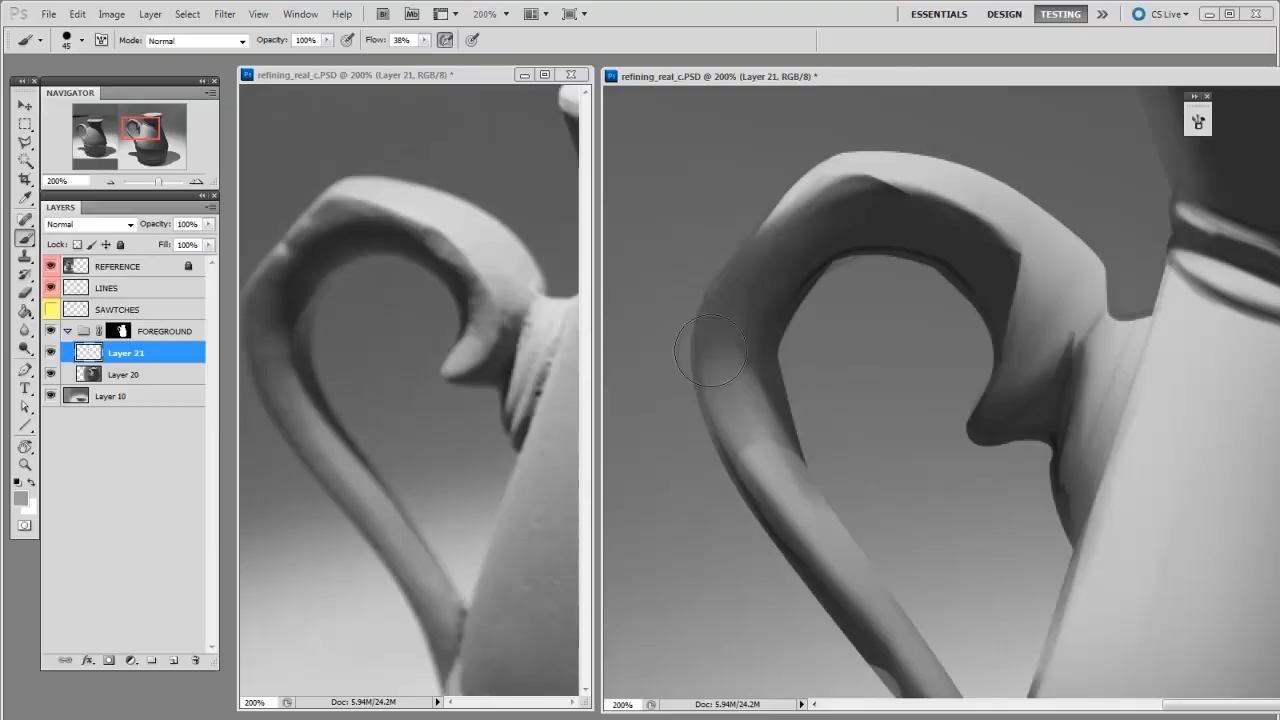 Ps File Edit Image Layer Select Filter View Window Help Br Mb 200% ESSENTIALS DESIGN TESTING CS Live
45 Mode: Normal Opacity: 100% Flow: 38%
refining_real_c.PSD @ 200% (Layer 21, RGB/8) *
refining_real_c.PSD @ 200% (Layer 21, RGB/8) *
NAVIGATOR
200%
LAYERS
Normal Opacity: 100%
Lock: Fill: 100%
REFERENCE
LINES
SAWTCHES
FOREGROUND
Layer 21
Layer 20
Layer 10
200% Doc: 5.94M/24.2M
200% Doc: 5.94M/24.2M